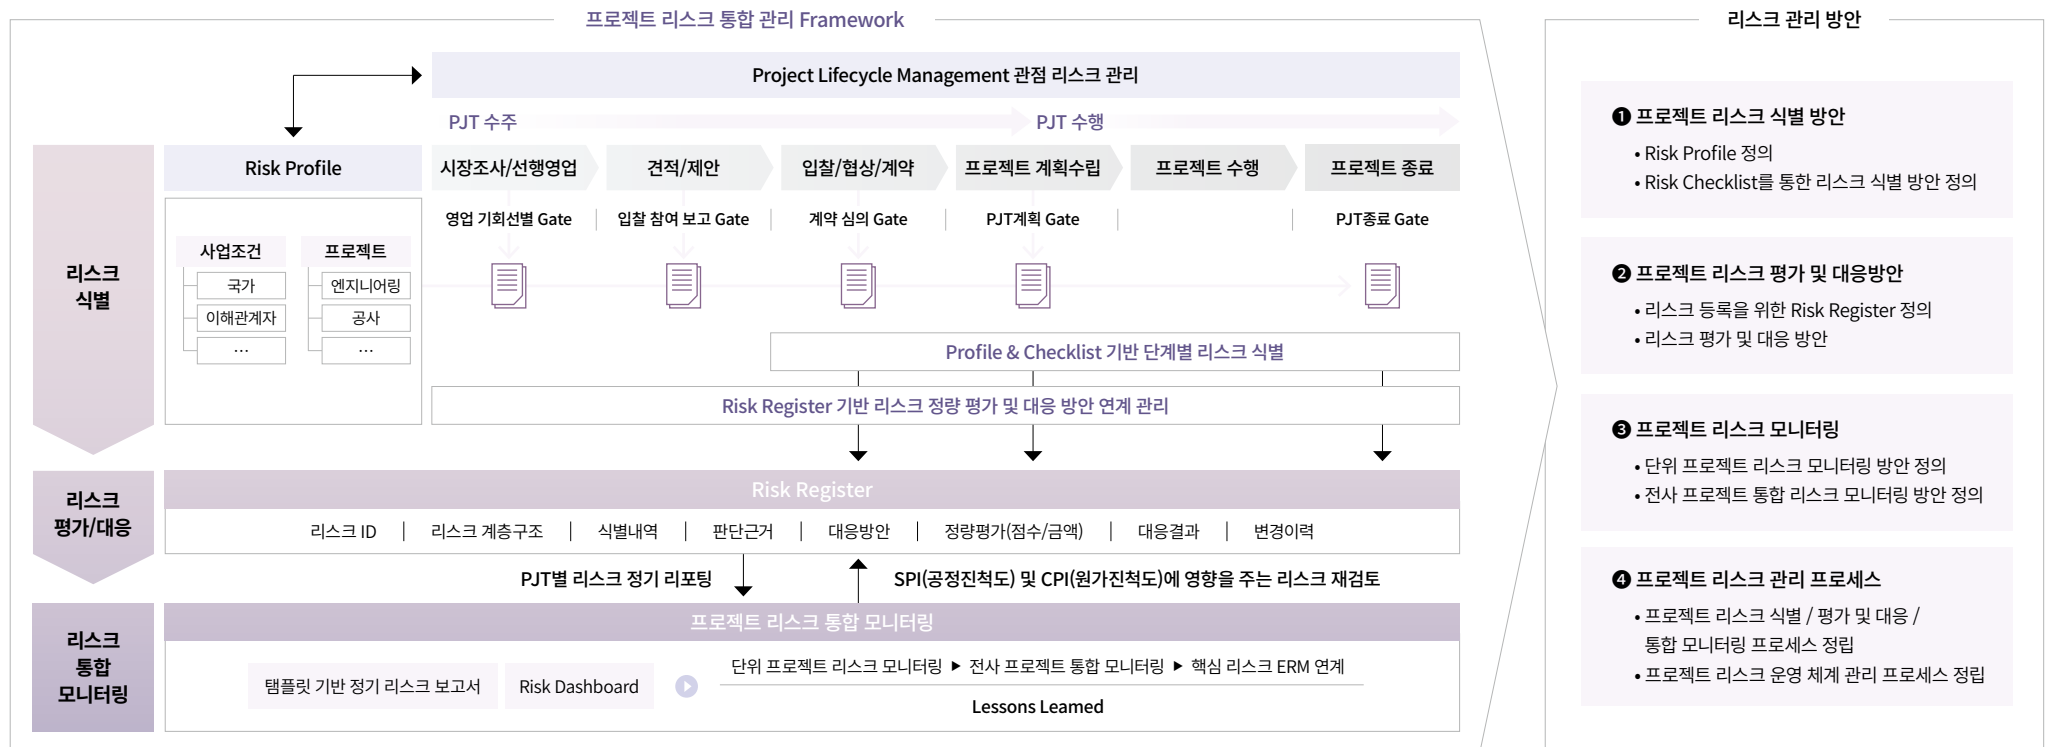 프로젝트 리스크 통합 관리 Framework
Project Lifecycle Management 관점 리스크 관리
PJT 수주
PJT 수행
리스크
식별
Risk Profile
시장조사/선행영업
견적/제안
입찰/협상/계약
프로젝트 계획수립
프로젝트 수행
프로젝트 종료
영업 기회선별 Gate
입찰 참여 보고 Gate
계약 심의 Gate
PJT계획 Gate
PJT종료 Gate
사업조건
국가
이해관계자
...
프로젝트
엔지니어링
공사
...
Profile & Checklist 기반 단계별 리스크 식별
Risk Register 기반 리스크 정량 평가 및 대응 방안 연계 관리
리스크
평가/대응
Risk Register
리스크 ID
리스크 계층구조
식별내역
판단근거
대응방안
정량평가(점수/금액)
대응결과
변경이력
PJT별 리스크 정기 리포팅
SPI(공정진척도) 및 CPI(원가진척도)에 영향을 주는 리스크 재검토
리스크
통합
모니터링
프로젝트 리스크 통합 모니터링
탬플릿 기반 정기 리스크 보고서
Risk Dashboard
단위 프로젝트 리스크 모니터링 ▶ 전사 프로젝트 통합 모니터링 ▶ 핵심 리스크 ERM 연계
Lessons Leamed
리스크 관리 방안
❶ 프로젝트 리스크 식별 방안
• Risk Profile 정의
• Risk Checklist를 통한 리스크 식별 방안 정의
❷ 프로젝트 리스크 평가 및 대응방안
• 리스크 등록을 위한 Risk Register 정의
• 리스크 평가 및 대응 방안
❸ 프로젝트 리스크 모니터링
• 단위 프로젝트 리스크 모니터링 방안 정의
• 전사 프로젝트 통합 리스크 모니터링 방안 정의
❹ 프로젝트 리스크 관리 프로세스
• 프로젝트 리스크 식별 / 평가 및 대응 /
통합 모니터링 프로세스 정립
• 프로젝트 리스크 운영 체계 관리 프로세스 정립